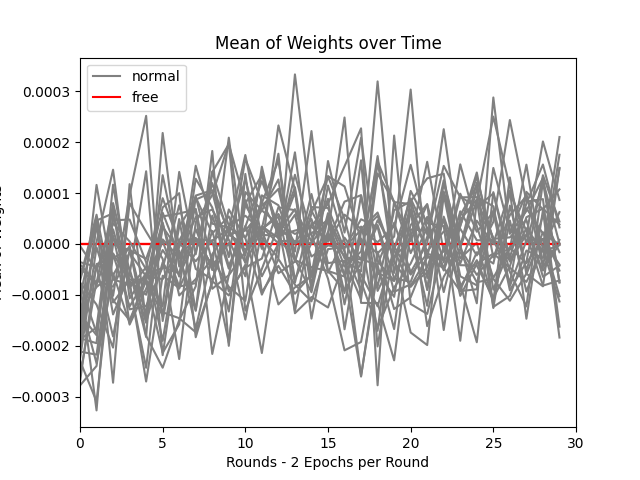 Mean of Weights over Time
normal
free
0.0003
0.0002
0.0001
0.0000
−0.0001
−0.0002
−0.0003
0 5 10 15 20 25 30
Rounds - 2 Epochs per Round